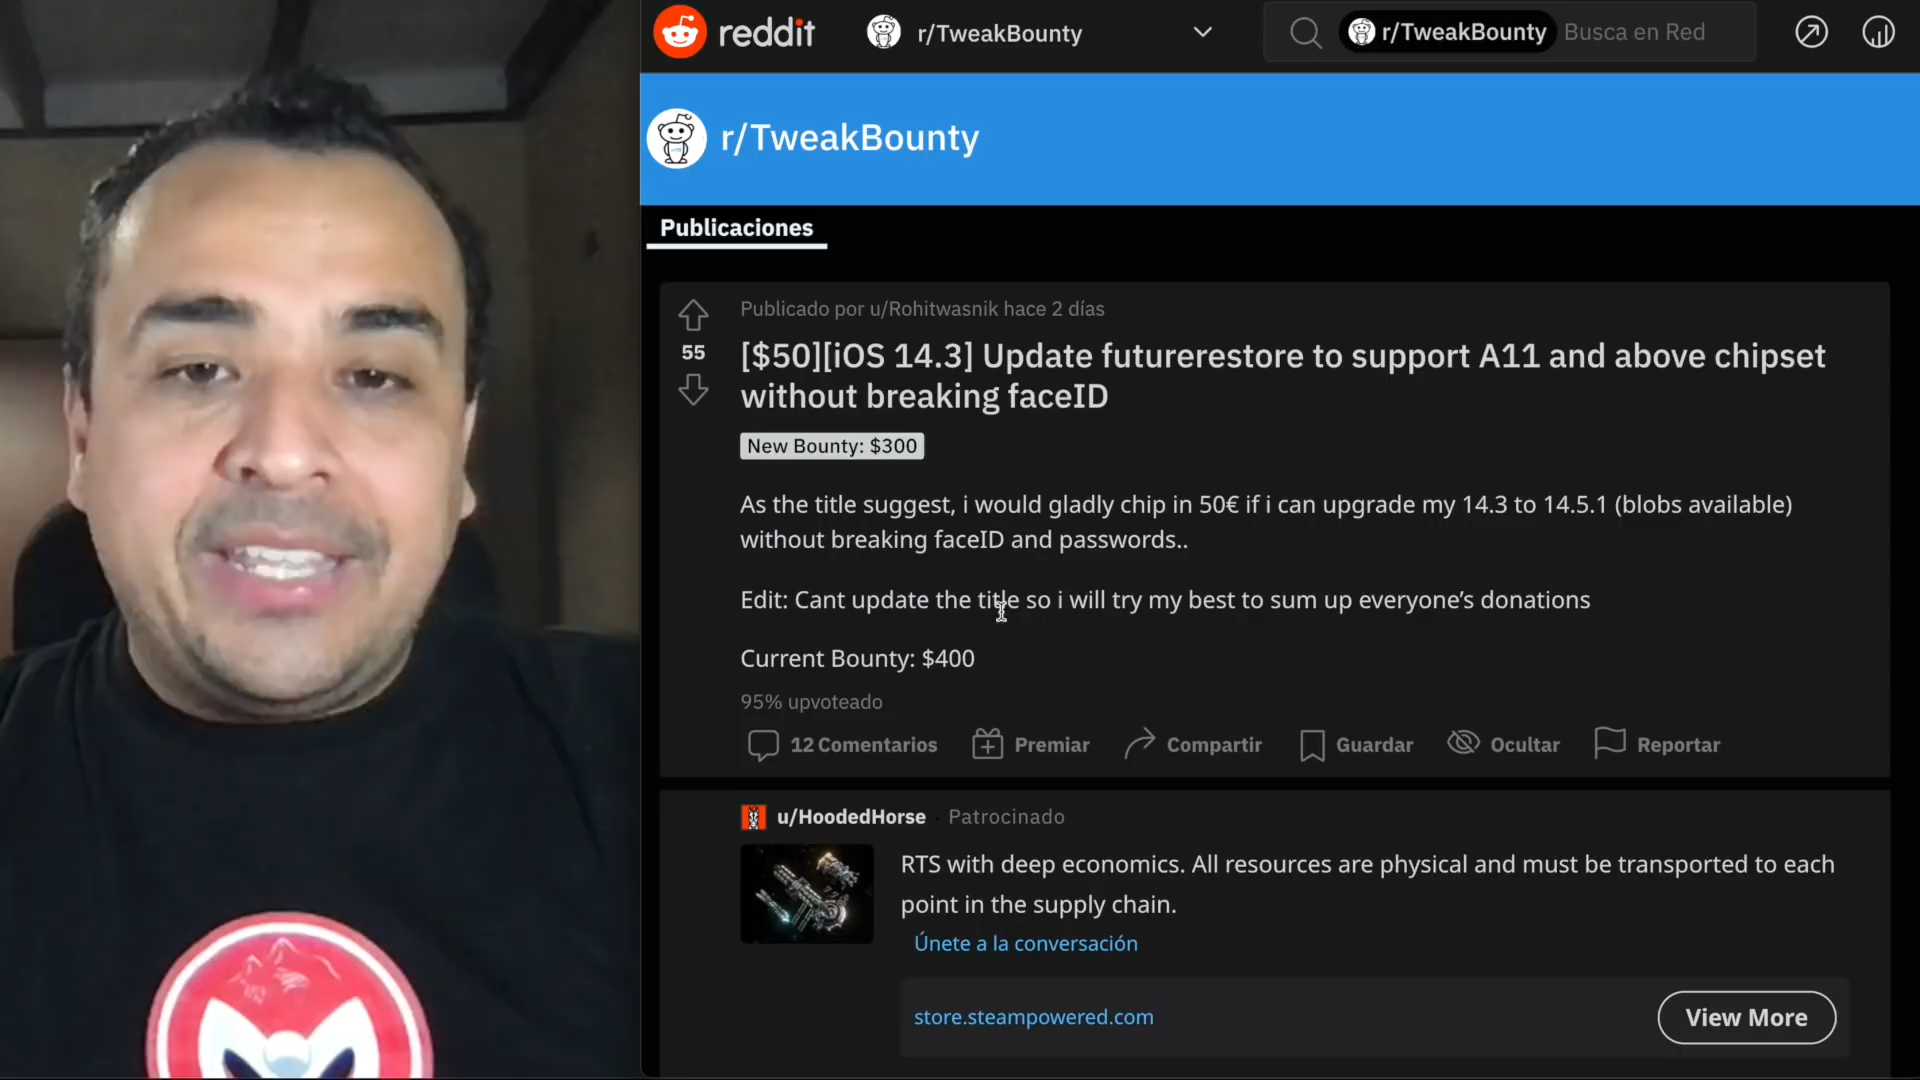 reddit
r/TweakBounty
r/TweakBounty Busca en Red
r/TweakBounty
Publicaciones
Publicado por u/Rohitwasnik hace 2 días
55
[$50][iOS 14.3] Update futurerestore to support A11 and above chipset
without breaking faceID
New Bounty: $300
As the title suggest, i would gladly chip in 50€ if i can upgrade my 14.3 to 14.5.1 (blobs available)
without breaking faceID and passwords..
Edit: Cant update the title so i will try my best to sum up everyone’s donations
Current Bounty: $400
95% upvoteado
12 Comentarios Premiar Compartir Guardar Ocultar Reportar
u/HoodedHorse · Patrocinado
RTS with deep economics. All resources are physical and must be transported to each
point in the supply chain.
Únete a la conversación
store.steampowered.com
View More